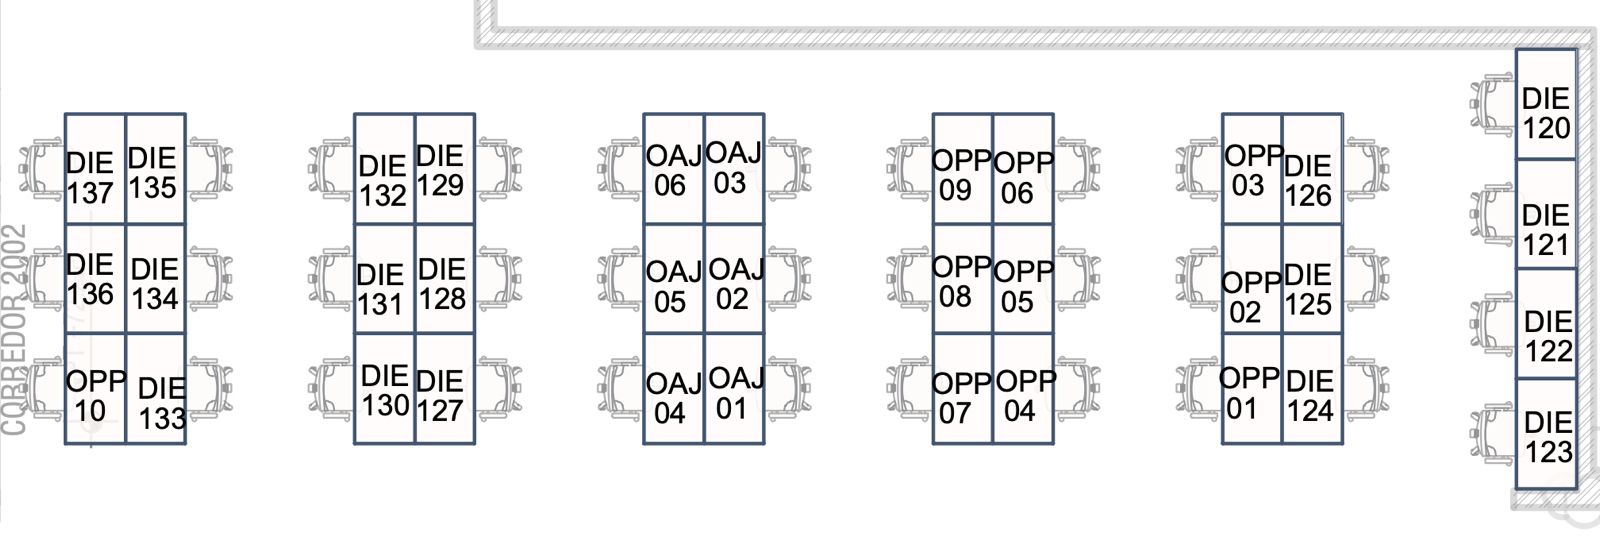 CORREDOR 2002
DIE
137
DIE
135
DIE
136
DIE
134
OPP
10
DIE
133
DIE
132
DIE
129
DIE
131
DIE
128
DIE
130
DIE
127
OAJ
06
OAJ
03
OAJ
05
OAJ
02
OAJ
04
OAJ
01
OPP
09
OPP
06
OPP
08
OPP
05
OPP
07
OPP
04
OPP
03
DIE
126
OPP
02
DIE
125
OPP
01
DIE
124
DIE
120
DIE
121
DIE
122
DIE
123